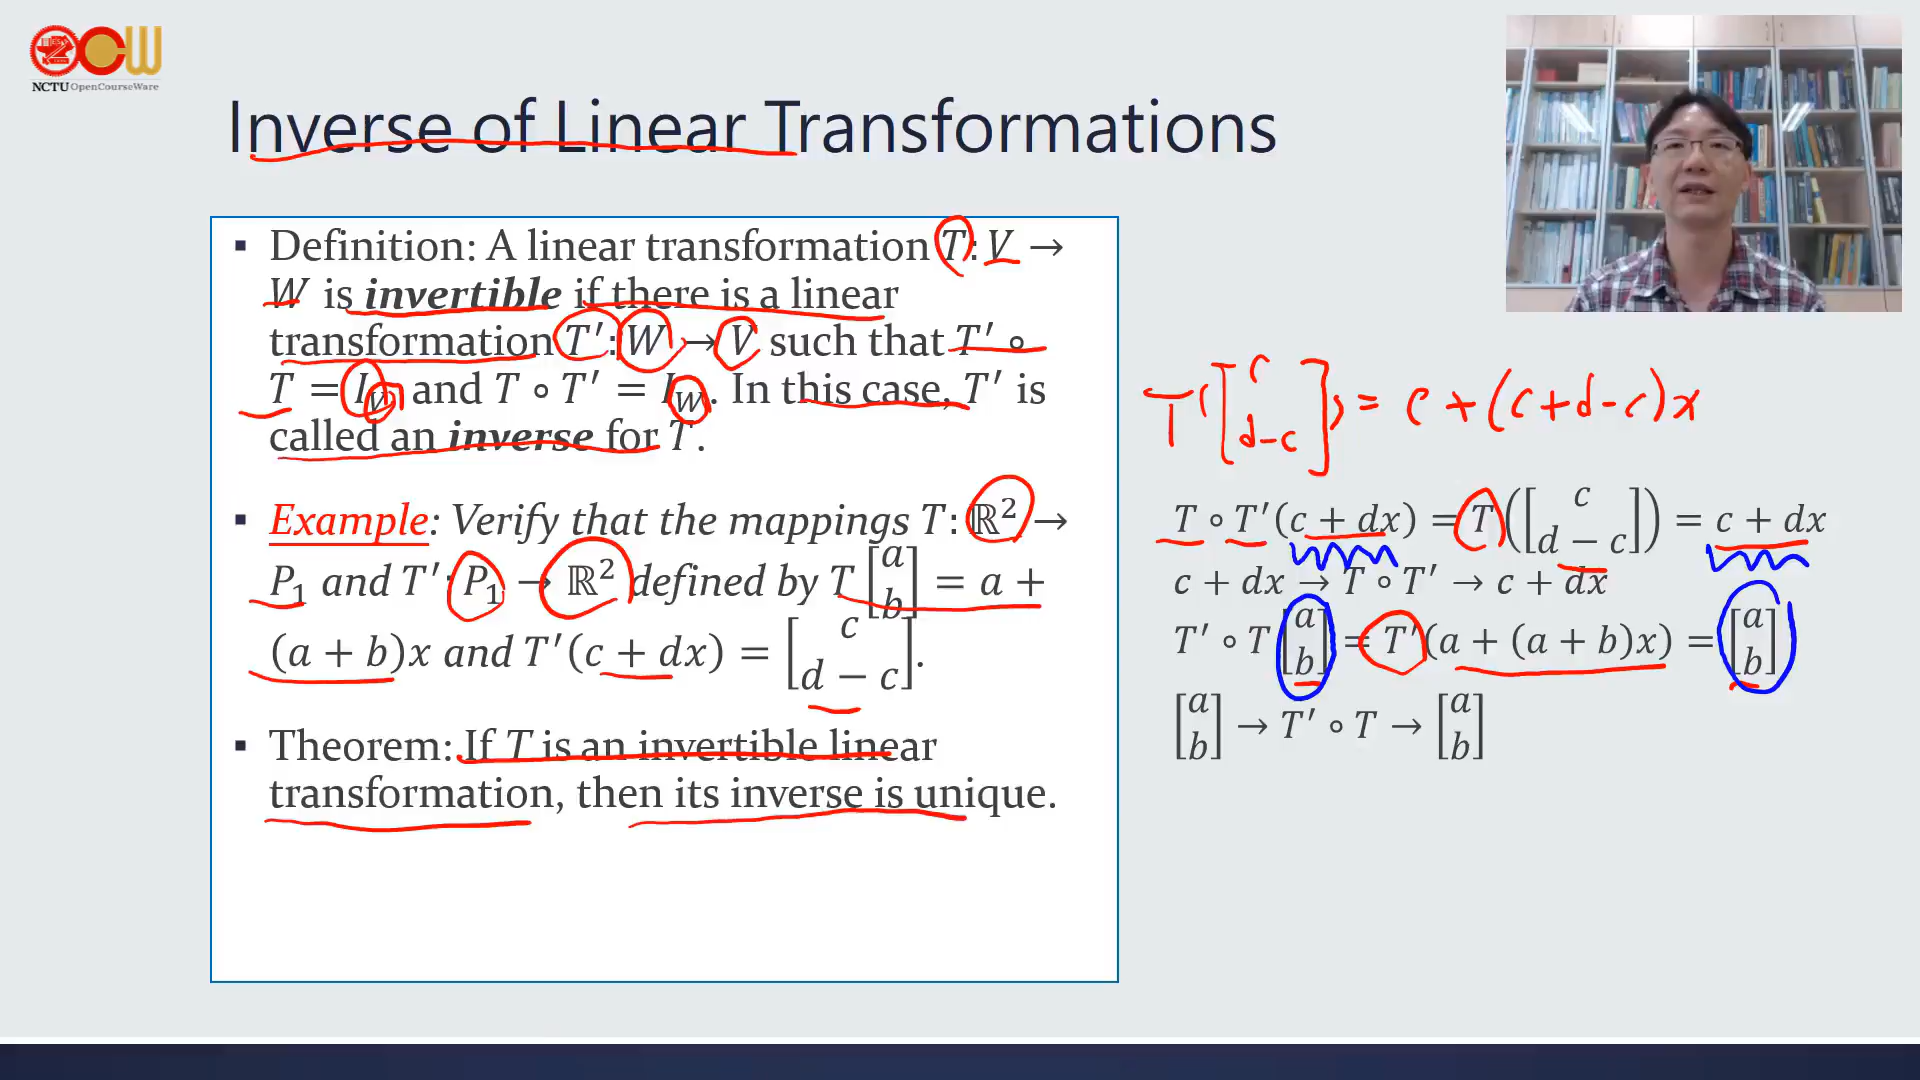 OCW
NCTU OpenCourseWare
Inverse of Linear Transformations
▪ Definition: A linear transformation T: V →
W is invertible if there is a linear
transformation T′: W → V such that T′ ∘
T = I_V and T ∘ T′ = I_W. In this case, T′ is
called an inverse for T.
▪ Example: Verify that the mappings T: ℝ² →
P₁ and T′: P₁ → ℝ² defined by T [a b] = a +
(a + b)x and T′(c + dx) = [c d − c].
▪ Theorem: If T is an invertible linear
transformation, then its inverse is unique.
T([c d-c]) = c + (c+d-c)x
T ∘ T′(c + dx) = T([c d − c]) = c + dx
c + dx → T ∘ T′ → c + dx
T′ ∘ T [a b] = T′(a + (a + b)x) = [a b]
[a b] → T′ ∘ T → [a b]